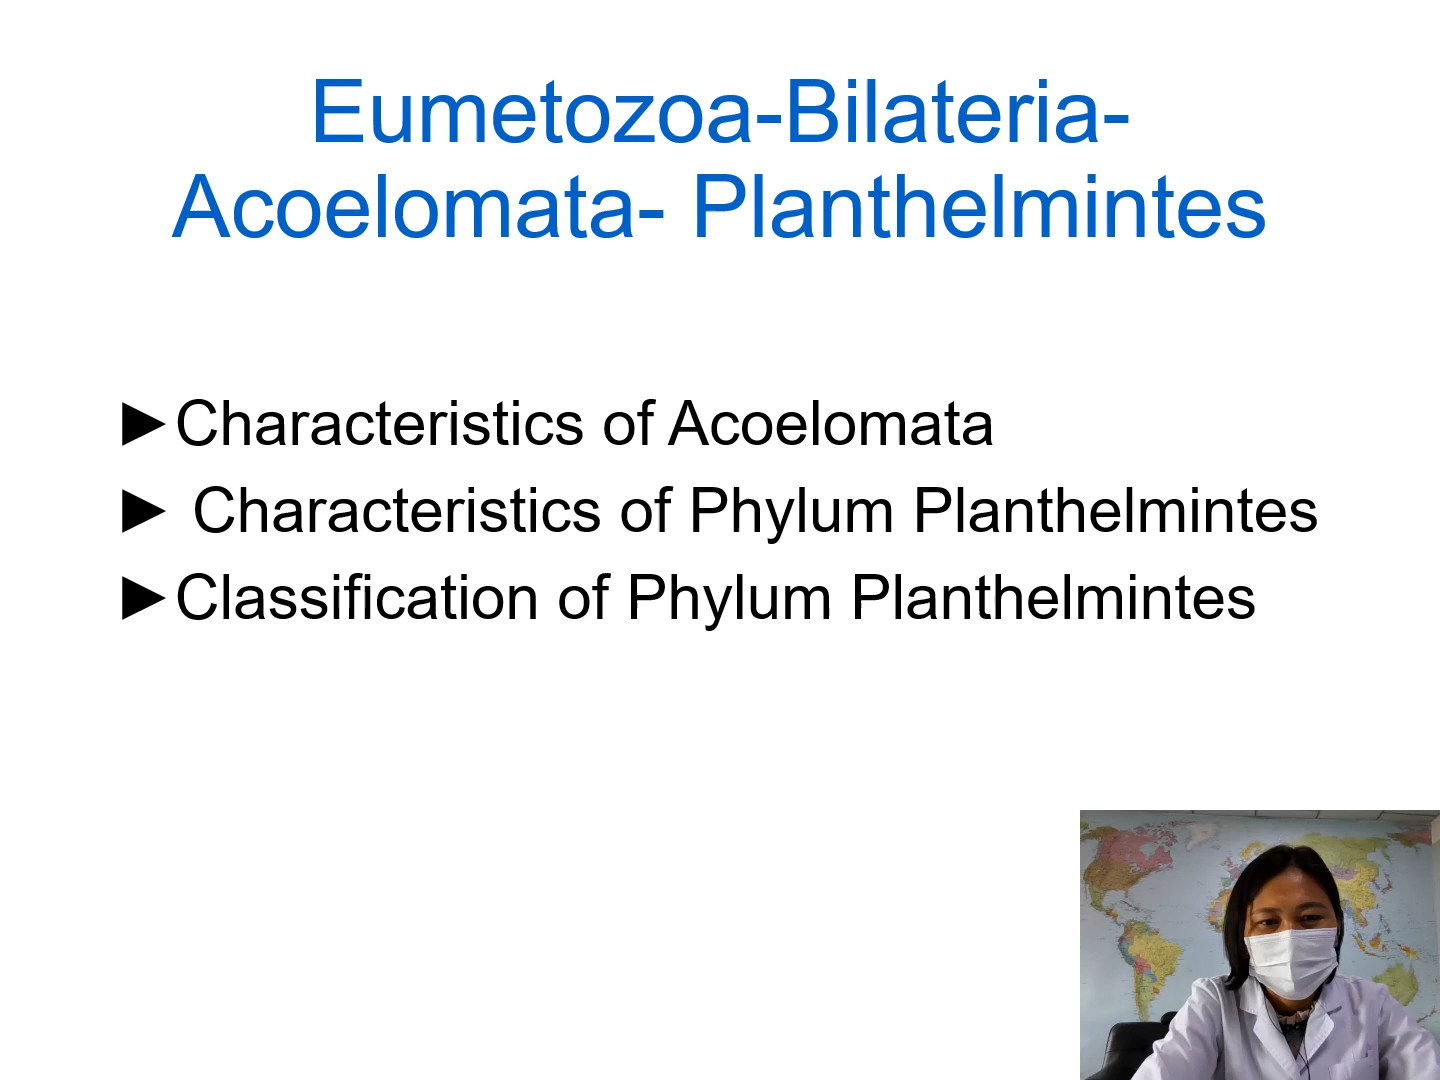 Eumetozoa-Bilateria-
Acoelomata- Planthelmintes
►Characteristics of Acoelomata
► Characteristics of Phylum Planthelmintes
►Classification of Phylum Planthelmintes